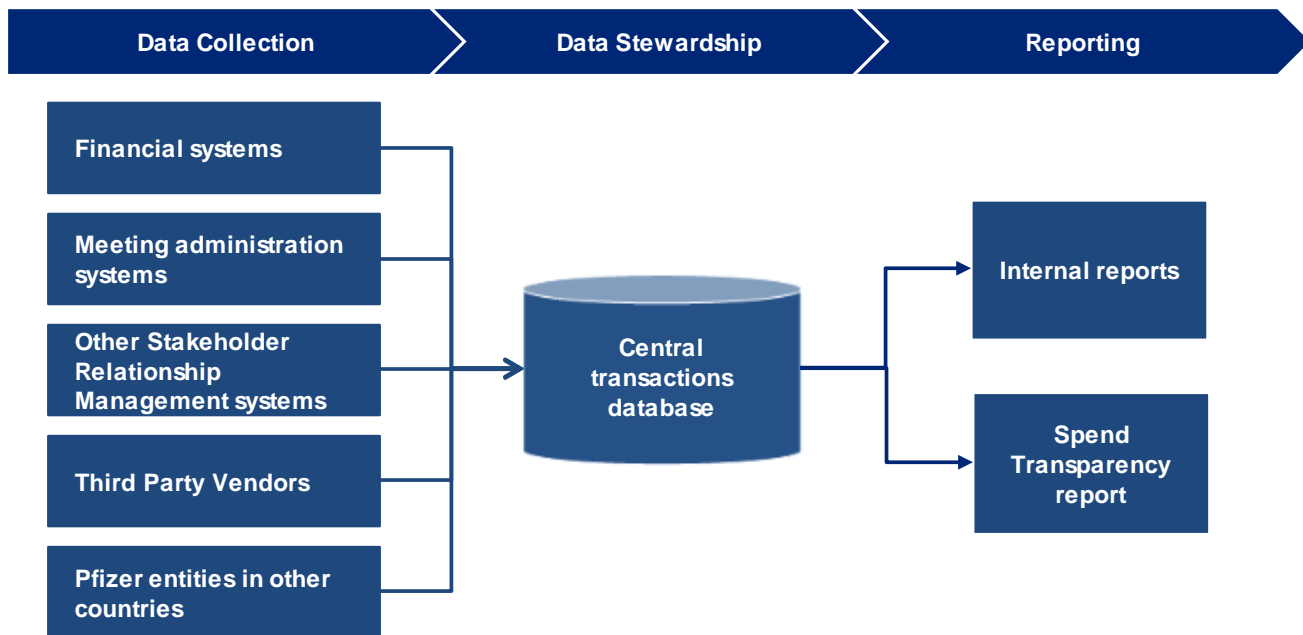 Data Collection
Data Stewardship
Reporting
Financial systems
Meeting administration
systems
Other Stakeholder
Relationship
Management systems
Third Party Vendors
Pfizer entities in other
countries
Central
transactions
database
Internal reports
Spend
Transparency
report